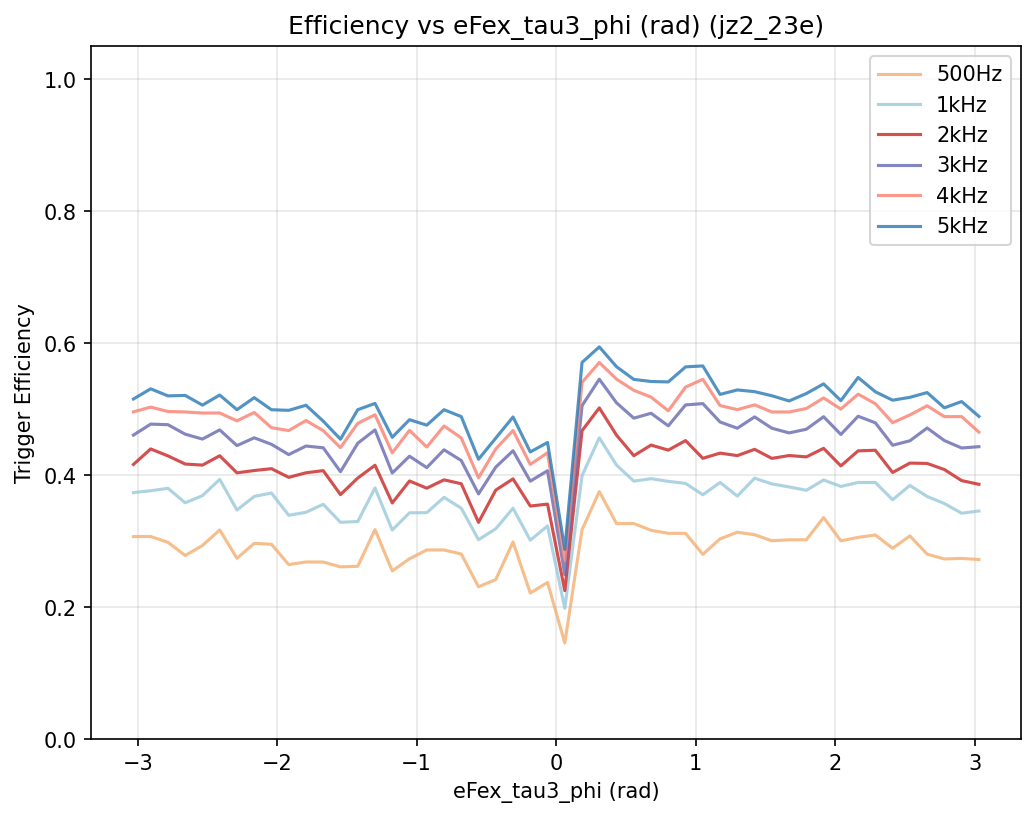 Efficiency vs eFex_tau3_phi (rad) (jz2_23e)
500Hz
1kHz
2kHz
3kHz
4kHz
5kHz
Trigger Efficiency
1.0
0.8
0.6
0.4
0.2
0.0
−3
−2
−1
0
1
2
3
eFex_tau3_phi (rad)